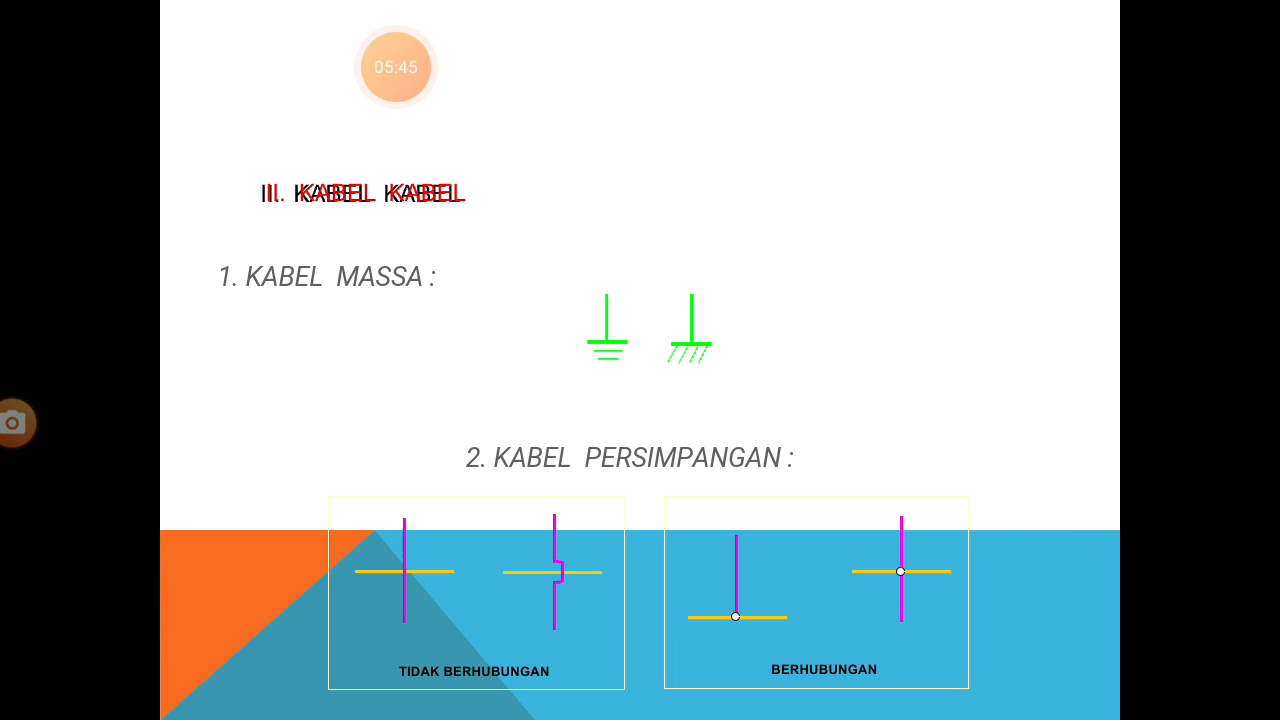 05:45
II. KABEL KABEL
1. KABEL MASSA :
2. KABEL PERSIMPANGAN :
TIDAK BERHUBUNGAN
BERHUBUNGAN